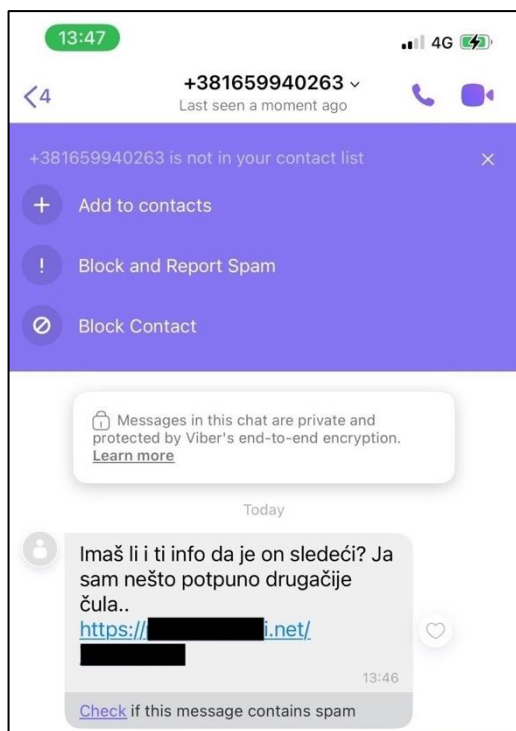 13:47
4G
4
+381659940263
Last seen a moment ago
+381659940263 is not in your contact list
Add to contacts
Block and Report Spam
Block Contact
Messages in this chat are private and
protected by Viber's end-to-end encryption.
Learn more
Today
Imaš li i ti info da je on sledeći? Ja
sam nešto potpuno drugačije
čula..
https:// i.net/
13:46
Check if this message contains spam